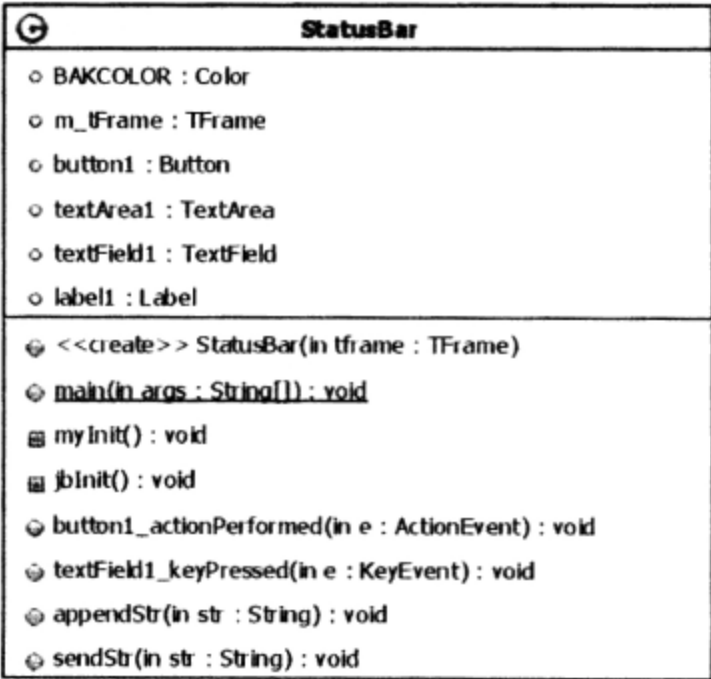 StatusBar
BAKCOLOR : Color
m_tFrame : TFrame
button1 : Button
textArea1 : TextArea
textField1 : TextField
label1 : Label
<<create>> StatusBar(in tframe : TFrame)
main(in args : String[]) : void
myInit() : void
jbInit() : void
button1_actionPerformed(in e : ActionEvent) : void
textField1_keyPressed(in e : KeyEvent) : void
appendStr(in str : String) : void
sendStr(in str : String) : void